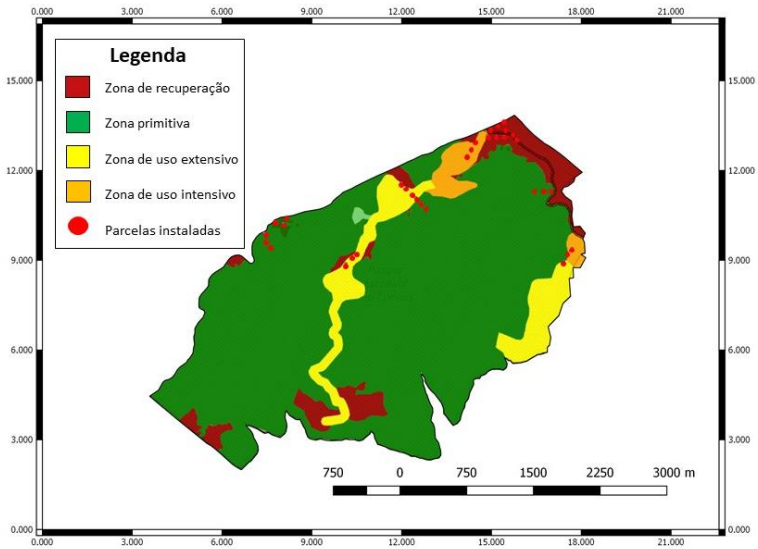 0.000 3.000 6.000 9.000 12.000 15.000 18.000 21.000
15.000 15.000
Legenda
Zona de recuperação
Zona primitiva
Zona de uso extensivo
Zona de uso intensivo
Parcelas instaladas
12.000 12.000
9.000 9.000
6.000 6.000
3.000 3.000
750 0 750 1500 2250 3000 m
0.000 0.000
0.000 3.000 6.000 9.000 12.000 15.000 18.000 21.000